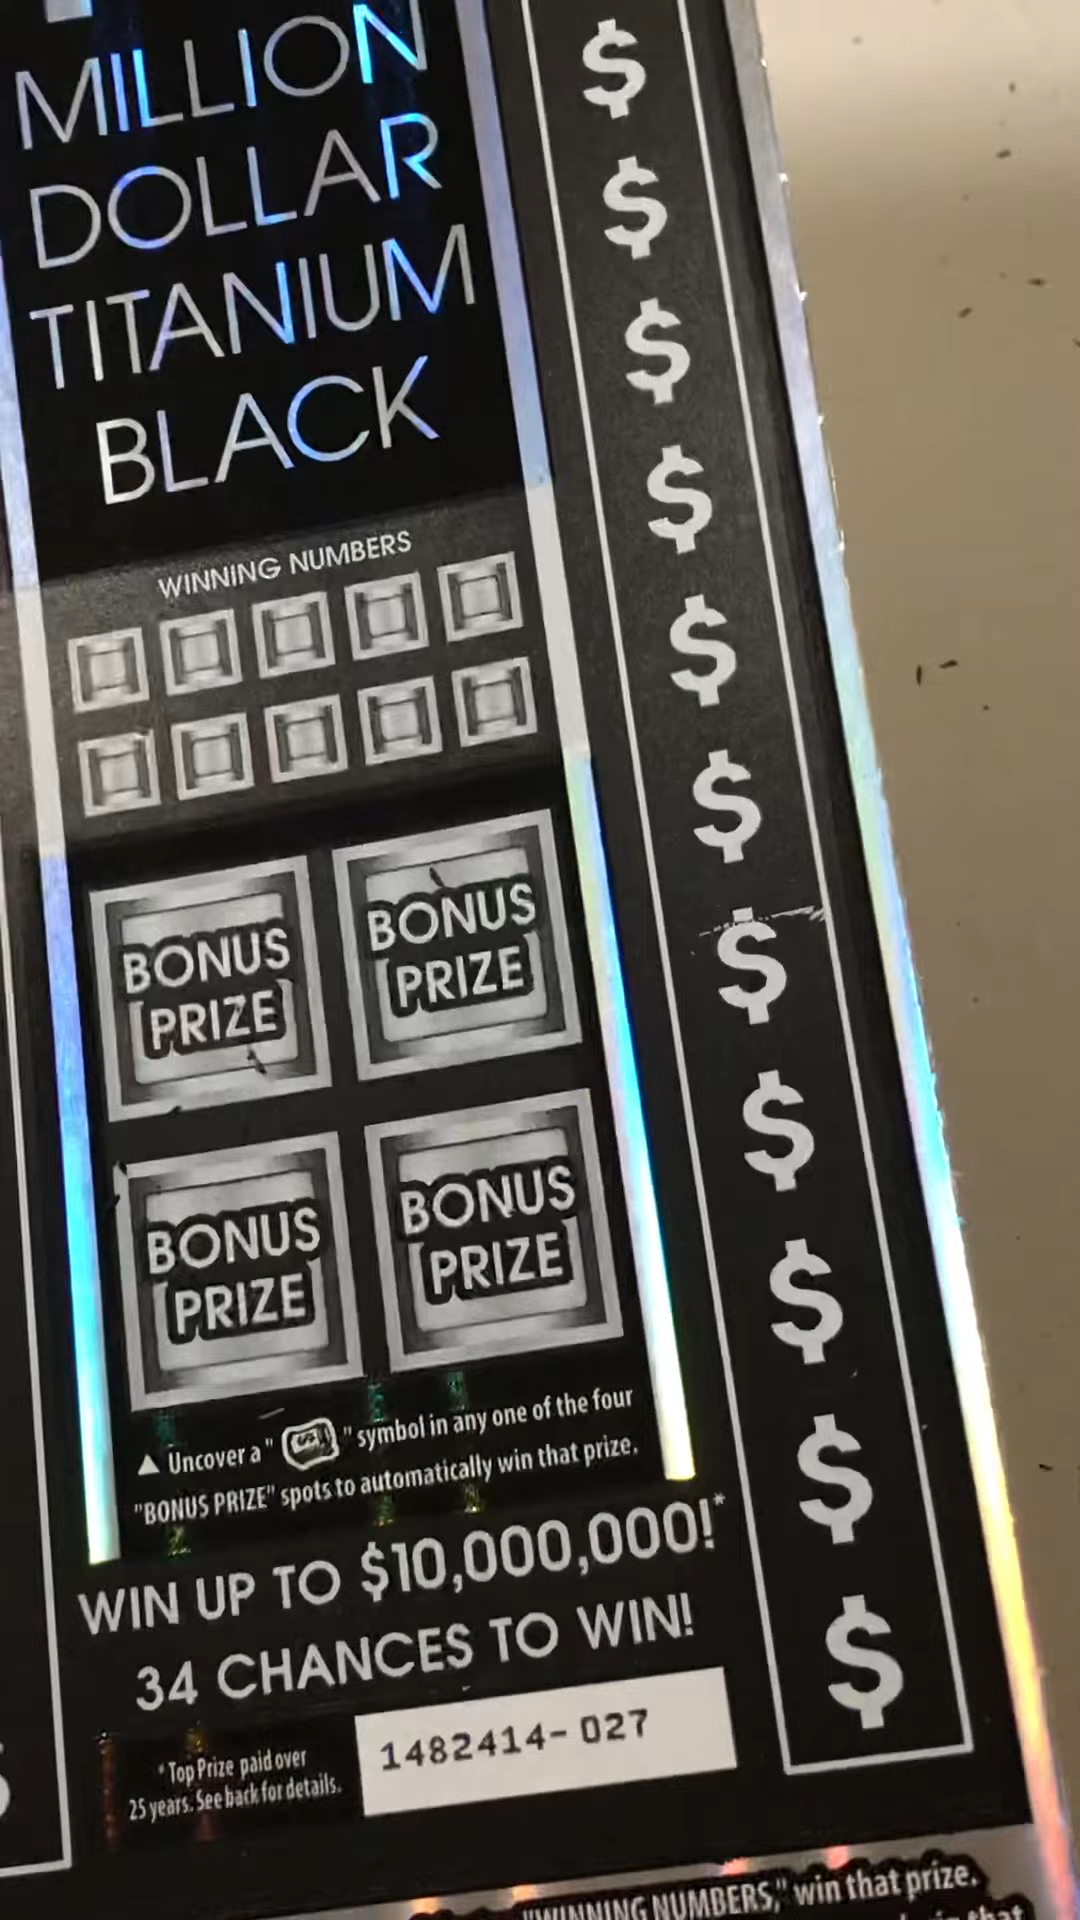 MILLION
DOLLAR
TITANIUM
BLACK
WINNING NUMBERS
BONUS
PRIZE
BONUS
PRIZE
BONUS
PRIZE
BONUS
PRIZE
▲ Uncover a " " symbol in any one of the four
"BONUS PRIZE" spots to automatically win that prize.
WIN UP TO $10,000,000!*
34 CHANCES TO WIN!
* Top Prize paid over
25 years. See back for details.
1482414-027
$
$
$
$
$
$
$
$
$
$
$
"WINNING NUMBERS," win that prize.